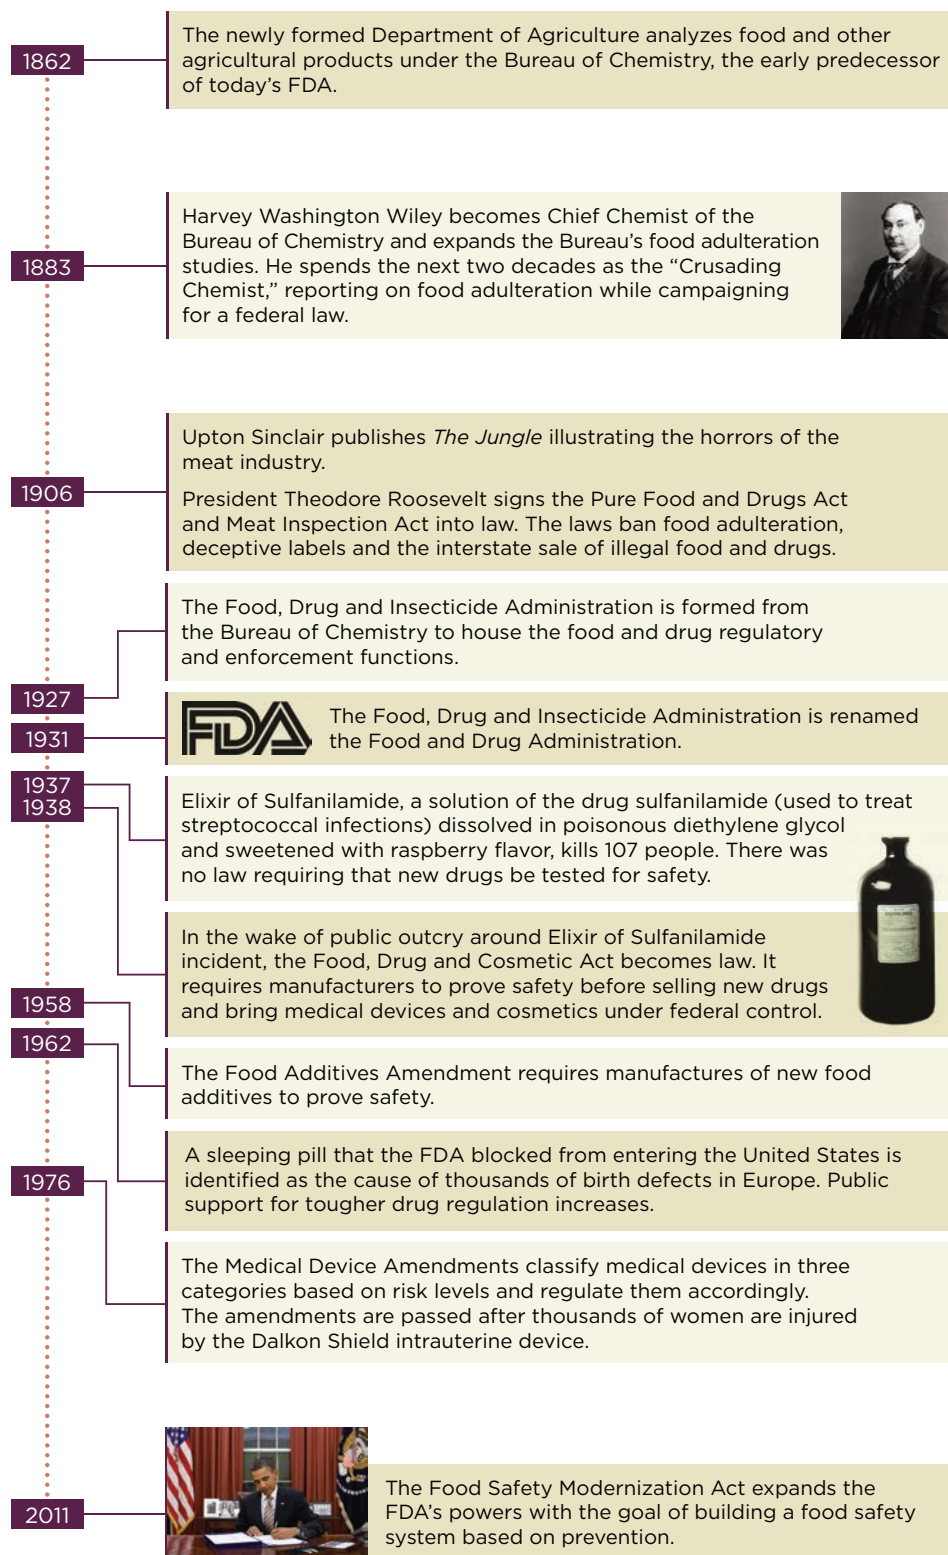 1862
The newly formed Department of Agriculture analyzes food and other
agricultural products under the Bureau of Chemistry, the early predecessor
of today's FDA.
1883
Harvey Washington Wiley becomes Chief Chemist of the
Bureau of Chemistry and expands the Bureau's food adulteration
studies. He spends the next two decades as the “Crusading
Chemist,” reporting on food adulteration while campaigning
for a federal law.
1906
Upton Sinclair publishes The Jungle illustrating the horrors of the
meat industry.
President Theodore Roosevelt signs the Pure Food and Drugs Act
and Meat Inspection Act into law. The laws ban food adulteration,
deceptive labels and the interstate sale of illegal food and drugs.
1927
The Food, Drug and Insecticide Administration is formed from
the Bureau of Chemistry to house the food and drug regulatory
and enforcement functions.
1931
FDA
The Food, Drug and Insecticide Administration is renamed
the Food and Drug Administration.
1937
Elixir of Sulfanilamide, a solution of the drug sulfanilamide (used to treat
streptococcal infections) dissolved in poisonous diethylene glycol
and sweetened with raspberry flavor, kills 107 people. There was
no law requiring that new drugs be tested for safety.
1938
In the wake of public outcry around Elixir of Sulfanilamide
incident, the Food, Drug and Cosmetic Act becomes law. It
requires manufacturers to prove safety before selling new drugs
and bring medical devices and cosmetics under federal control.
1958
The Food Additives Amendment requires manufactures of new food
additives to prove safety.
1962
A sleeping pill that the FDA blocked from entering the United States is
identified as the cause of thousands of birth defects in Europe. Public
support for tougher drug regulation increases.
1976
The Medical Device Amendments classify medical devices in three
categories based on risk levels and regulate them accordingly.
The amendments are passed after thousands of women are injured
by the Dalkon Shield intrauterine device.
2011
The Food Safety Modernization Act expands the
FDA's powers with the goal of building a food safety
system based on prevention.